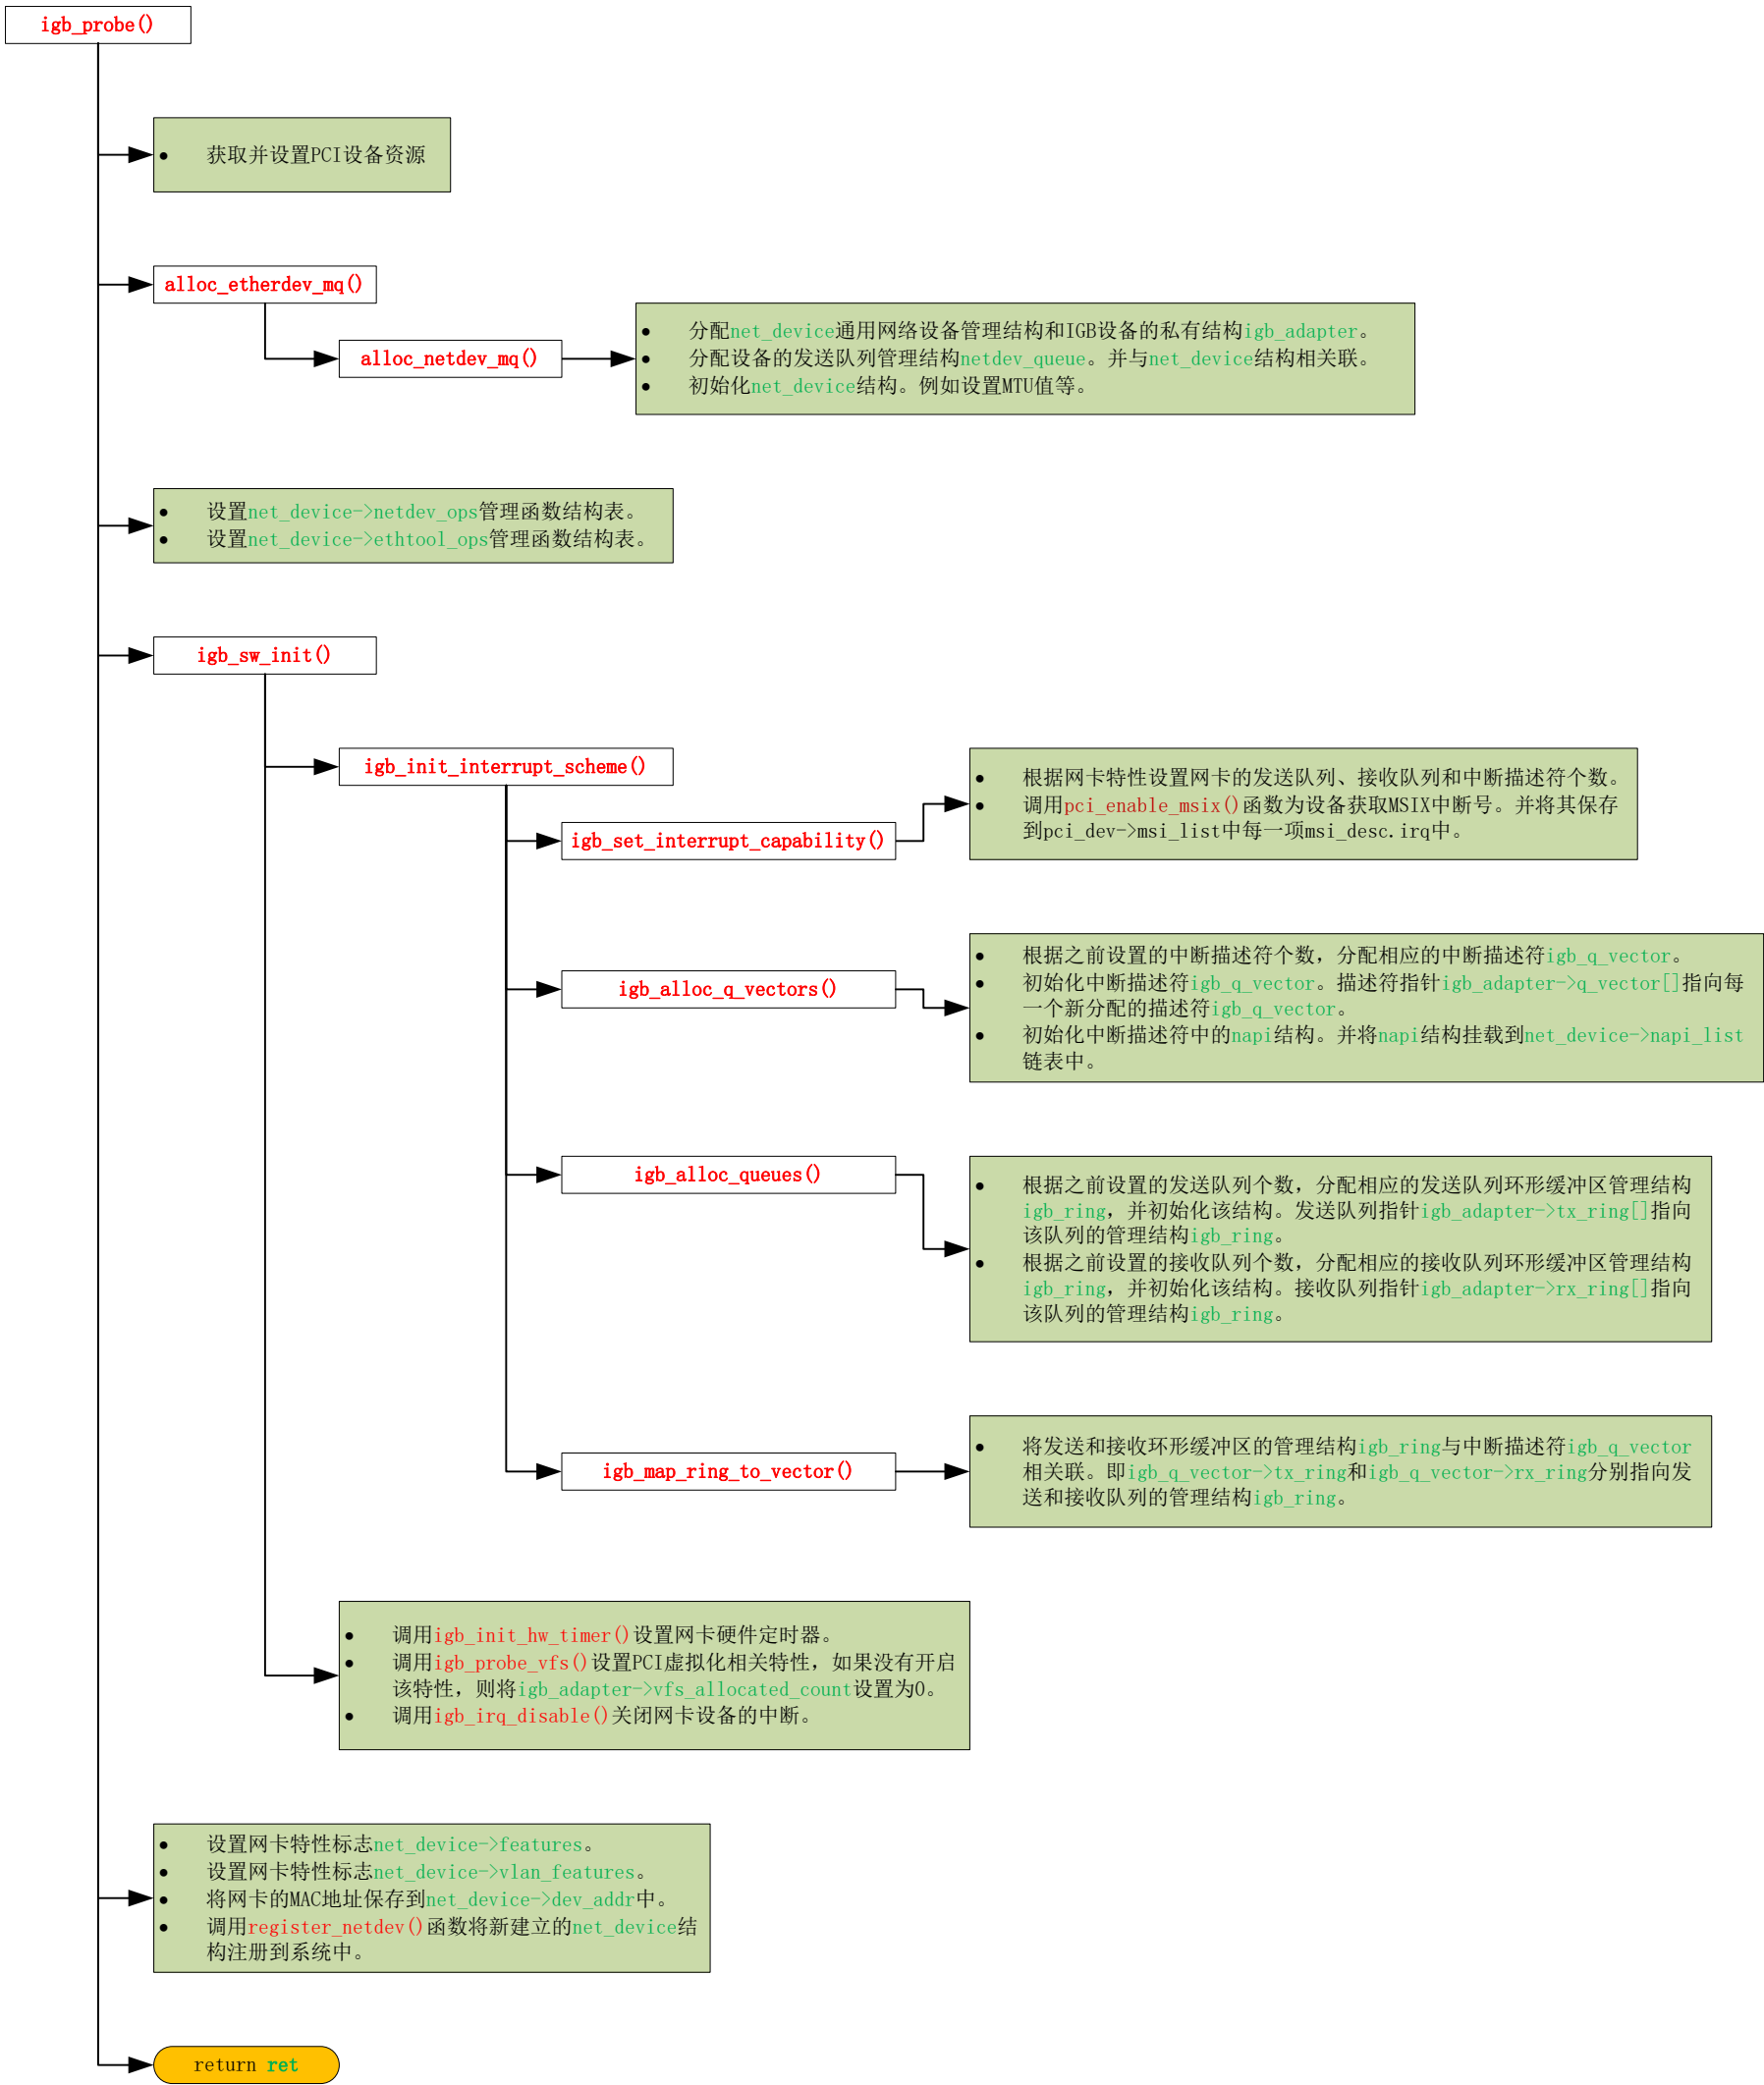 igb_probe()
• 获取并设置PCI设备资源
alloc_etherdev_mq()
alloc_netdev_mq()
• 分配net_device通用网络设备管理结构和IGB设备的私有结构igb_adapter。
• 分配设备的发送队列管理结构netdev_queue。并与net_device结构相关联。
• 初始化net_device结构。例如设置MTU值等。
• 设置net_device->netdev_ops管理函数结构表。
• 设置net_device->ethtool_ops管理函数结构表。
igb_sw_init()
igb_init_interrupt_scheme()
igb_set_interrupt_capability()
• 根据网卡特性设置网卡的发送队列、接收队列和中断描述符个数。
• 调用pci_enable_msix()函数为设备获取MSIX中断号。并将其保存
到pci_dev->msi_list中每一项msi_desc.irq中。
igb_alloc_q_vectors()
• 根据之前设置的中断描述符个数，分配相应的中断描述符igb_q_vector。
• 初始化中断描述符igb_q_vector。描述符指针igb_adapter->q_vector[]指向每
一个新分配的描述符igb_q_vector。
• 初始化中断描述符中的napi结构。并将napi结构挂载到net_device->napi_list
链表中。
igb_alloc_queues()
• 根据之前设置的发送队列个数，分配相应的发送队列环形缓冲区管理结构
igb_ring，并初始化该结构。发送队列指针igb_adapter->tx_ring[]指向
该队列的管理结构igb_ring。
• 根据之前设置的接收队列个数，分配相应的接收队列环形缓冲区管理结构
igb_ring，并初始化该结构。接收队列指针igb_adapter->rx_ring[]指向
该队列的管理结构igb_ring。
igb_map_ring_to_vector()
• 将发送和接收环形缓冲区的管理结构igb_ring与中断描述符igb_q_vector
相关联。即igb_q_vector->tx_ring和igb_q_vector->rx_ring分别指向发
送和接收队列的管理结构igb_ring。
• 调用igb_init_hw_timer()设置网卡硬件定时器。
• 调用igb_probe_vfs()设置PCI虚拟化相关特性，如果没有开启
该特性，则将igb_adapter->vfs_allocated_count设置为0。
• 调用igb_irq_disable()关闭网卡设备的中断。
• 设置网卡特性标志net_device->features。
• 设置网卡特性标志net_device->vlan_features。
• 将网卡的MAC地址保存到net_device->dev_addr中。
• 调用register_netdev()函数将新建立的net_device结
构注册到系统中。
return ret